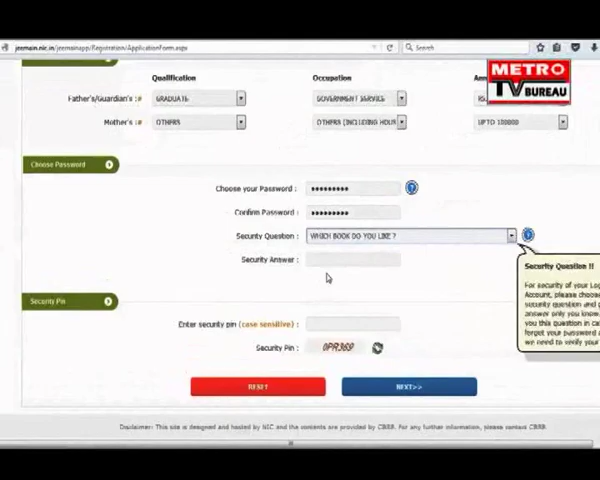 jeemain.nic.in/jeemainapp/Registration/ApplicationForm.aspx
Search
METRO
TV BUREAU
Qualification Occupation
Father's/Guardian's :# GRADUATE GOVERNMENT SERVICE
Mother's :# OTHERS OTHERS (INCLUDING HOUS UPTO 100000
Choose Password
Choose your Password :
Confirm Password :
Security Question : WHICH BOOK DO YOU LIKE ?
Security Answer :
Security Question !!
For security of your Log
Account, please choose
security question and
answer only you know.
you this question in cas
forget your password
we need to verify your
Security Pin
Enter security pin (case sensitive) :
Security Pin :
RESET NEXT>>
Disclaimer: This site is designed and hosted by NIC and the contents are provided by CBSE. For any further information, please contact CBSE.